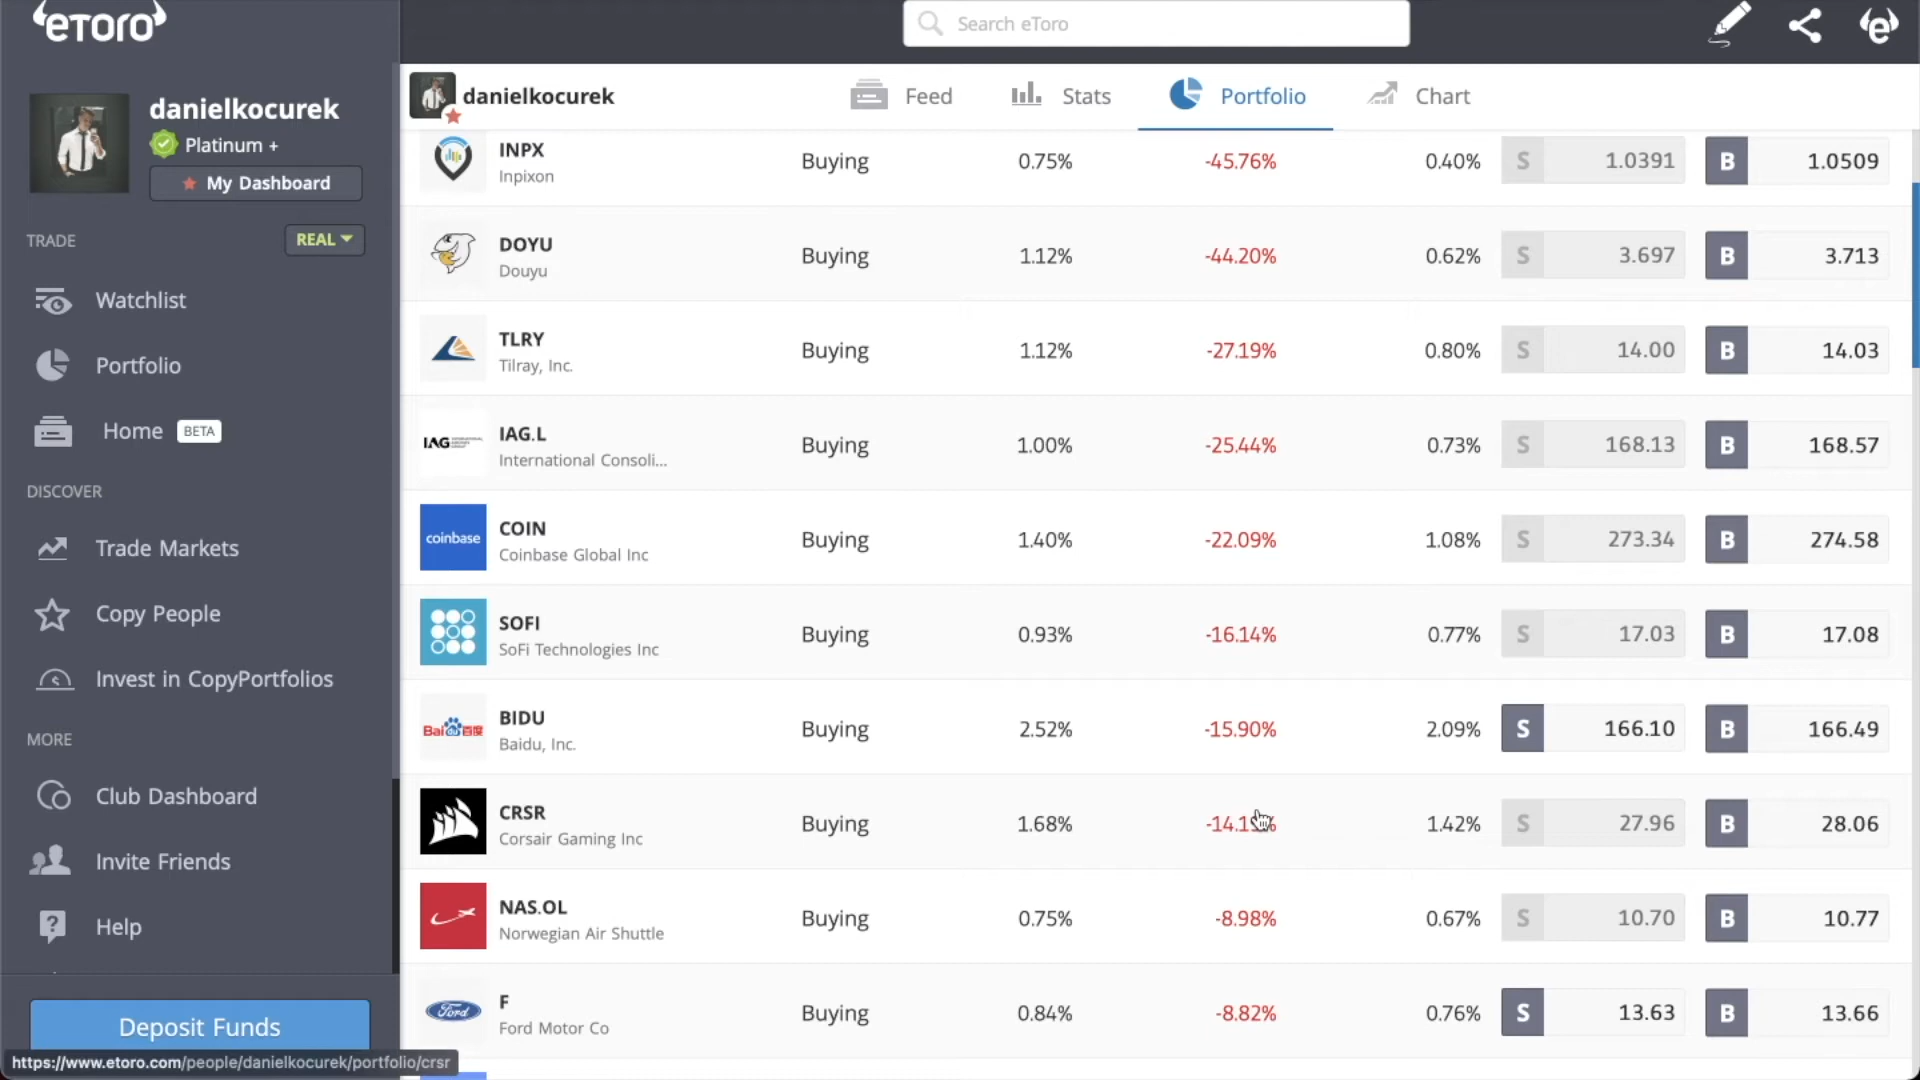 eTORO
Search eToro
danielkocurek
Platinum +
My Dashboard
TRADE
REAL
Watchlist
Portfolio
Home BETA
DISCOVER
Trade Markets
Copy People
Invest in CopyPortfolios
MORE
Club Dashboard
Invite Friends
Help
Deposit Funds
https://www.etoro.com/people/danielkocurek/portfolio/crsr
danielkocurek Feed Stats Portfolio Chart
INPX
Inpixon
Buying 0.75% -45.76% 0.40% S 1.0391 B 1.0509
DOYU
Douyu
Buying 1.12% -44.20% 0.62% S 3.697 B 3.713
TLRY
Tilray, Inc.
Buying 1.12% -27.19% 0.80% S 14.00 B 14.03
IAG
IAG.L
International Consoli...
Buying 1.00% -25.44% 0.73% S 168.13 B 168.57
coinbase
COIN
Coinbase Global Inc
Buying 1.40% -22.09% 1.08% S 273.34 B 274.58
SOFI
SoFi Technologies Inc
Buying 0.93% -16.14% 0.77% S 17.03 B 17.08
Baidu百度
BIDU
Baidu, Inc.
Buying 2.52% -15.90% 2.09% S 166.10 B 166.49
CRSR
Corsair Gaming Inc
Buying 1.68% 1.42% S 27.96 B 28.06
NAS.OL
Norwegian Air Shuttle
Buying 0.75% -8.98% 0.67% S 10.70 B 10.77
Ford
F
Ford Motor Co
Buying 0.84% -8.82% 0.76% S 13.63 B 13.66